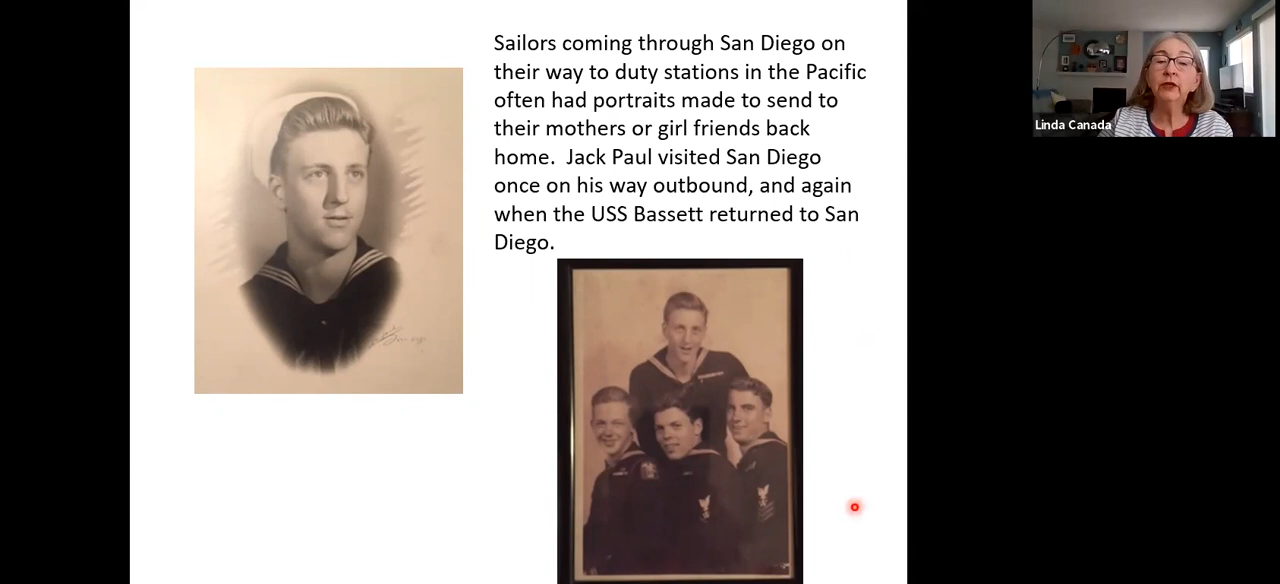 Sailors coming through San Diego on
their way to duty stations in the Pacific
often had portraits made to send to
their mothers or girl friends back
home.  Jack Paul visited San Diego
once on his way outbound, and again
when the USS Bassett returned to San
Diego.
Linda Canada